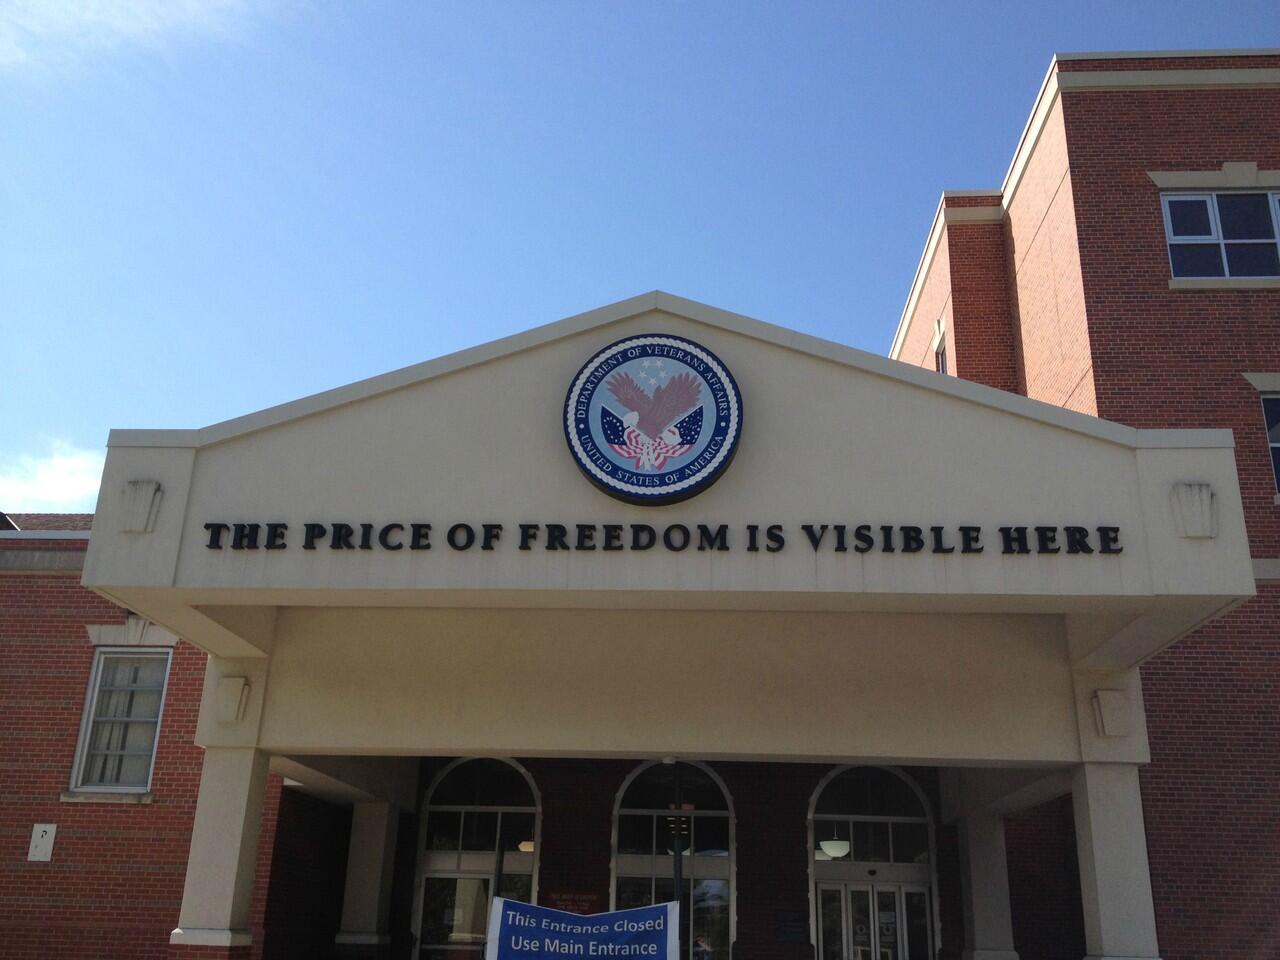 DEPARTMENT OF VETERANS AFFAIRS
UNITED STATES OF AMERICA
THE PRICE OF FREEDOM IS VISIBLE HERE
P
This Entrance Closed
Use Main Entrance